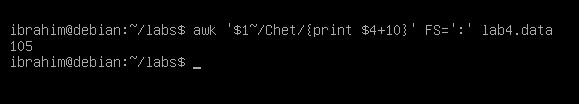 ibrahim@debian:~/labs$ awk '$1~/Chet/{print $4+10}' FS=':' lab4.data
105
ibrahim@debian:~/labs$ _